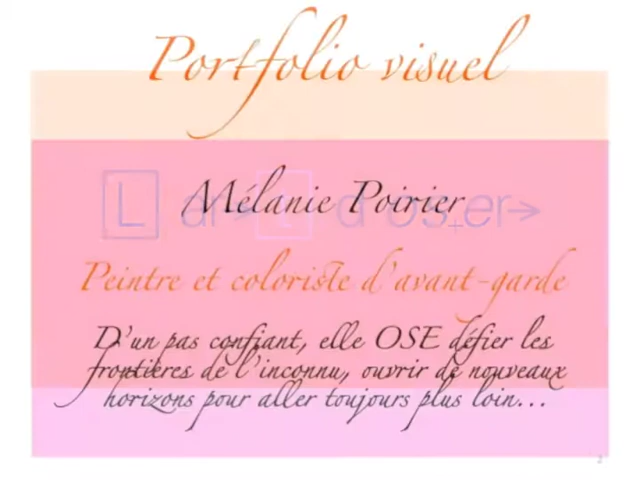 Portfolio visuel
Mélanie Poirier
Peintre et coloriste d'avant-garde
D'un pas confiant, elle OSE défier les
frontières de l'inconnu, ouvrir de nouveaux
horizons pour aller toujours plus loin...
2